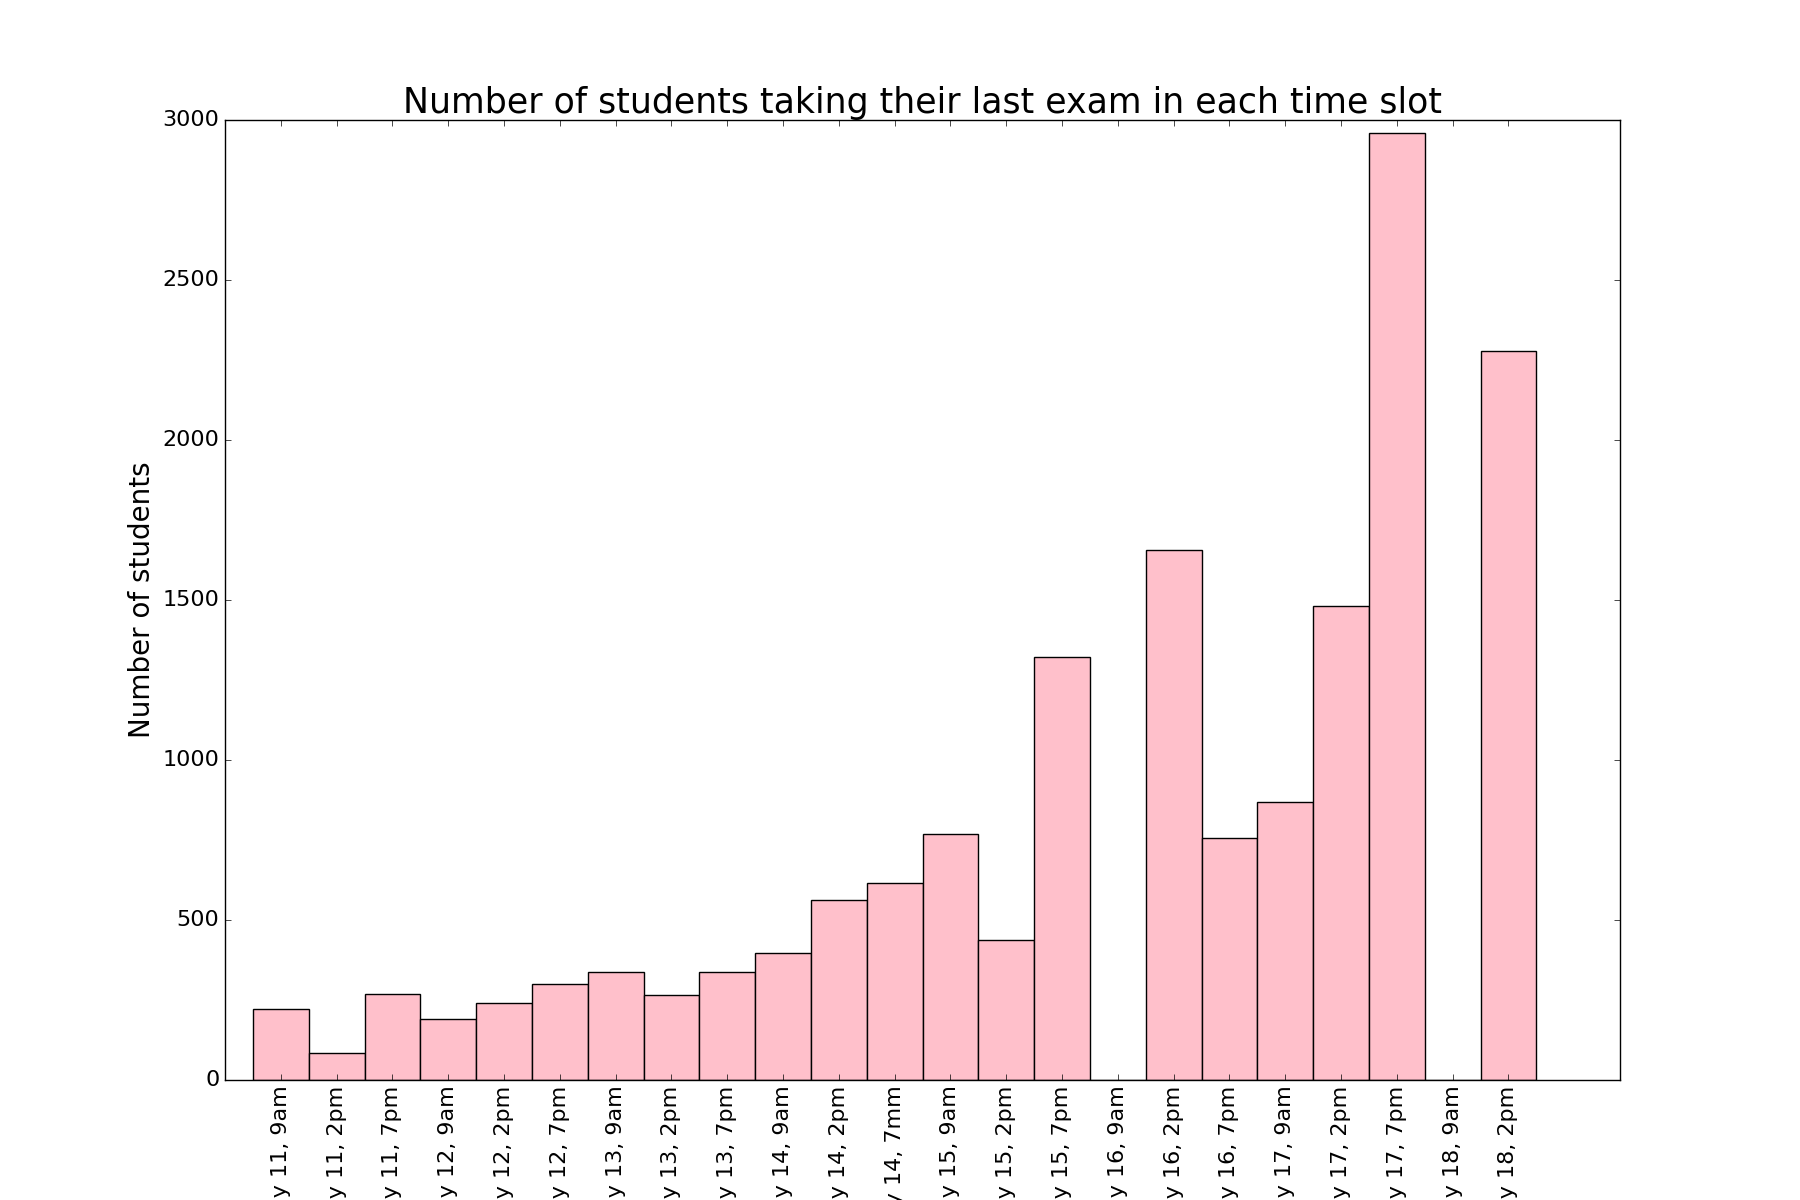 Number of students taking their last exam in each time slot
Number of students
3000
2500
2000
1500
1000
500
0
y 11, 9am
y 11, 2pm
y 11, 7pm
y 12, 9am
y 12, 2pm
y 12, 7pm
y 13, 9am
y 13, 2pm
y 13, 7pm
y 14, 9am
y 14, 2pm
y 14, 7mm
y 15, 9am
y 15, 2pm
y 15, 7pm
y 16, 9am
y 16, 2pm
y 16, 7pm
y 17, 9am
y 17, 2pm
y 17, 7pm
y 18, 9am
y 18, 2pm